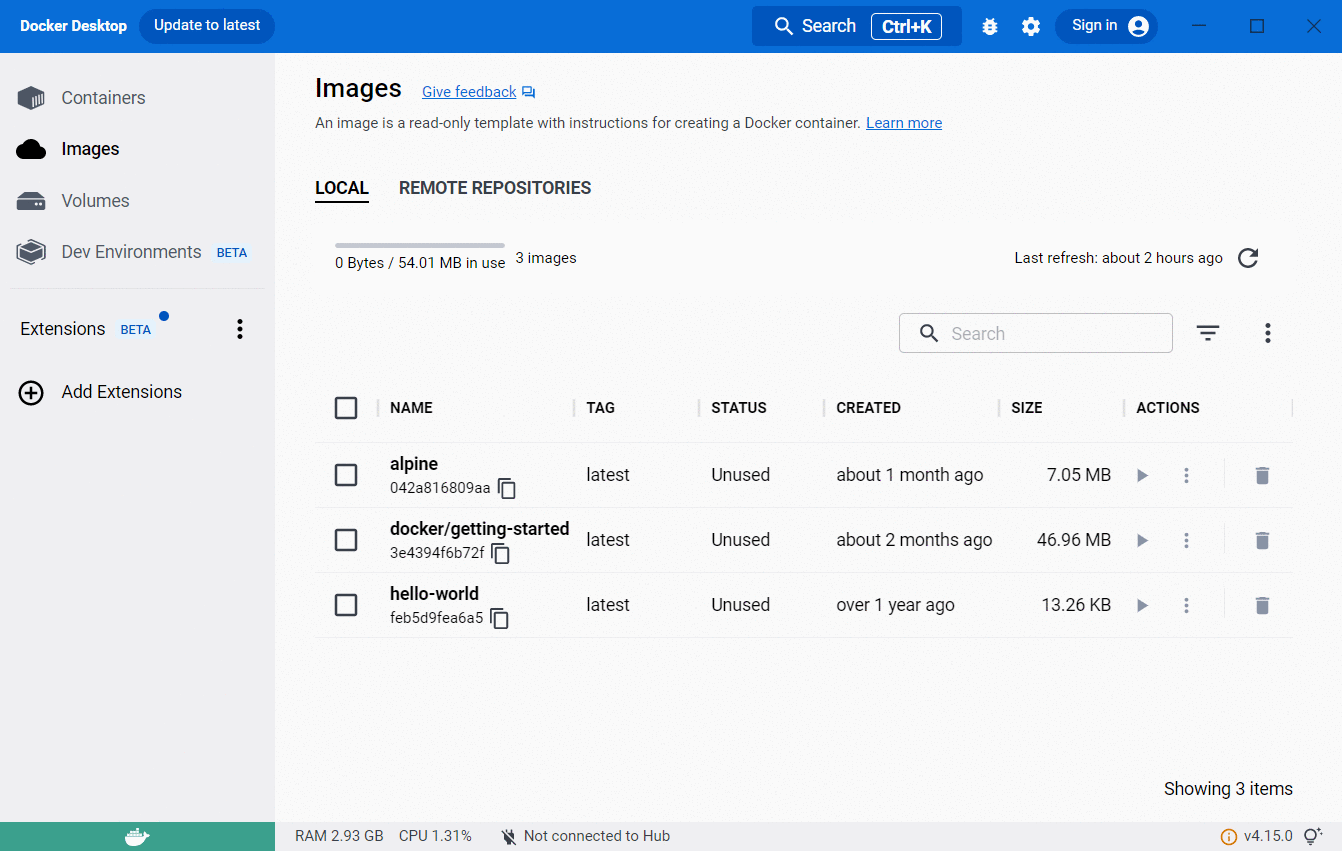 Docker Desktop Update to latest Search Ctrl+K Sign in
Containers
Images
Volumes
Dev Environments BETA
Extensions BETA
Add Extensions
Images Give feedback
An image is a read-only template with instructions for creating a Docker container. Learn more
LOCAL REMOTE REPOSITORIES
0 Bytes / 54.01 MB in use 3 images Last refresh: about 2 hours ago
Search
NAME TAG STATUS CREATED SIZE ACTIONS
alpine
042a816809aa latest Unused about 1 month ago 7.05 MB
docker/getting-started
3e4394f6b72f latest Unused about 2 months ago 46.96 MB
hello-world
feb5d9fea6a5 latest Unused over 1 year ago 13.26 KB
Showing 3 items
RAM 2.93 GB CPU 1.31% Not connected to Hub v4.15.0